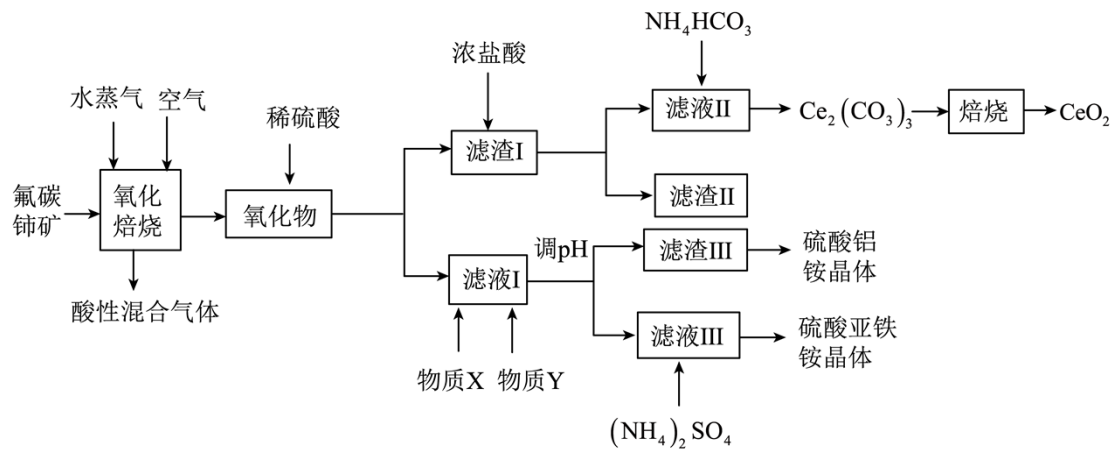 NH₄HCO₃
浓盐酸
水蒸气
空气
稀硫酸
滤液II
Ce₂(CO₃)₃
焙烧
CeO₂
滤渣I
氟碳
铈矿
氧化
焙烧
氧化物
滤渣II
调pH
滤渣III
硫酸铝
铵晶体
酸性混合气体
滤液I
滤液III
硫酸亚铁
铵晶体
物质X
物质Y
(NH₄)₂SO₄